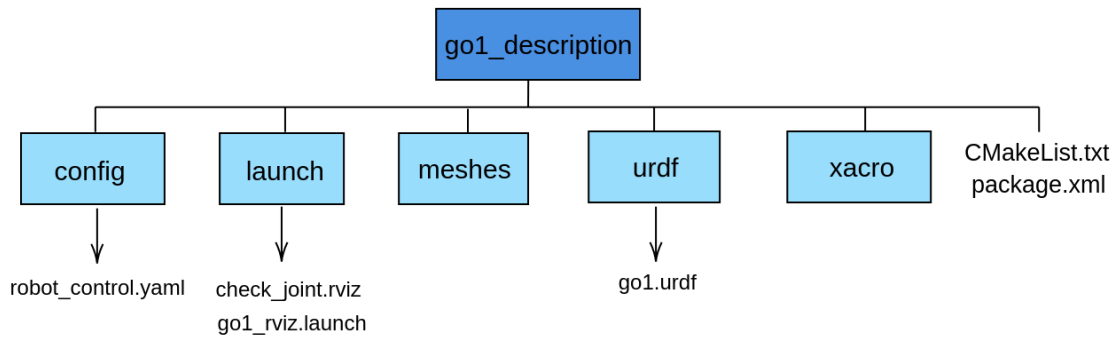 go1_description
config
launch
meshes
urdf
xacro
CMakeList.txt
package.xml
robot_control.yaml
check_joint.rviz
go1_rviz.launch
go1.urdf